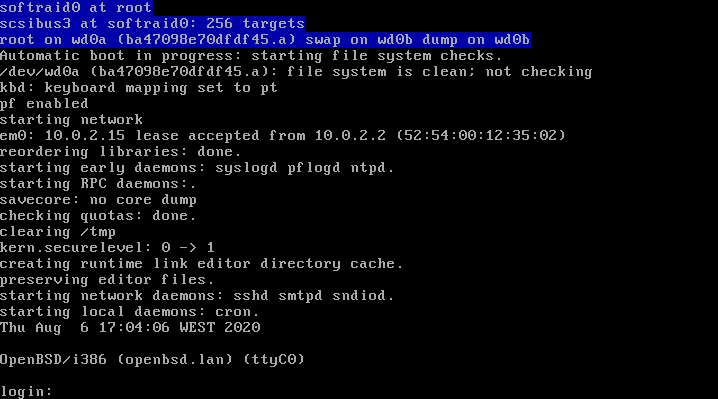 softraid0 at root
scsibus3 at softraid0: 256 targets
root on wd0a (ba47098e70dfdf45.a) swap on wd0b dump on wd0b
Automatic boot in progress: starting file system checks.
/dev/wd0a (ba47098e70dfdf45.a): file system is clean; not checking
kbd: keyboard mapping set to pt
pf enabled
starting network
em0: 10.0.2.15 lease accepted from 10.0.2.2 (52:54:00:12:35:02)
reordering libraries: done.
starting early daemons: syslogd pflogd ntpd.
starting RPC daemons:.
savecore: no core dump
checking quotas: done.
clearing /tmp
kern.securelevel: 0 -> 1
creating runtime link editor directory cache.
preserving editor files.
starting network daemons: sshd smtpd sndiod.
starting local daemons: cron.
Thu Aug  6 17:04:06 WEST 2020
OpenBSD/i386 (openbsd.lan) (ttyC0)
login: